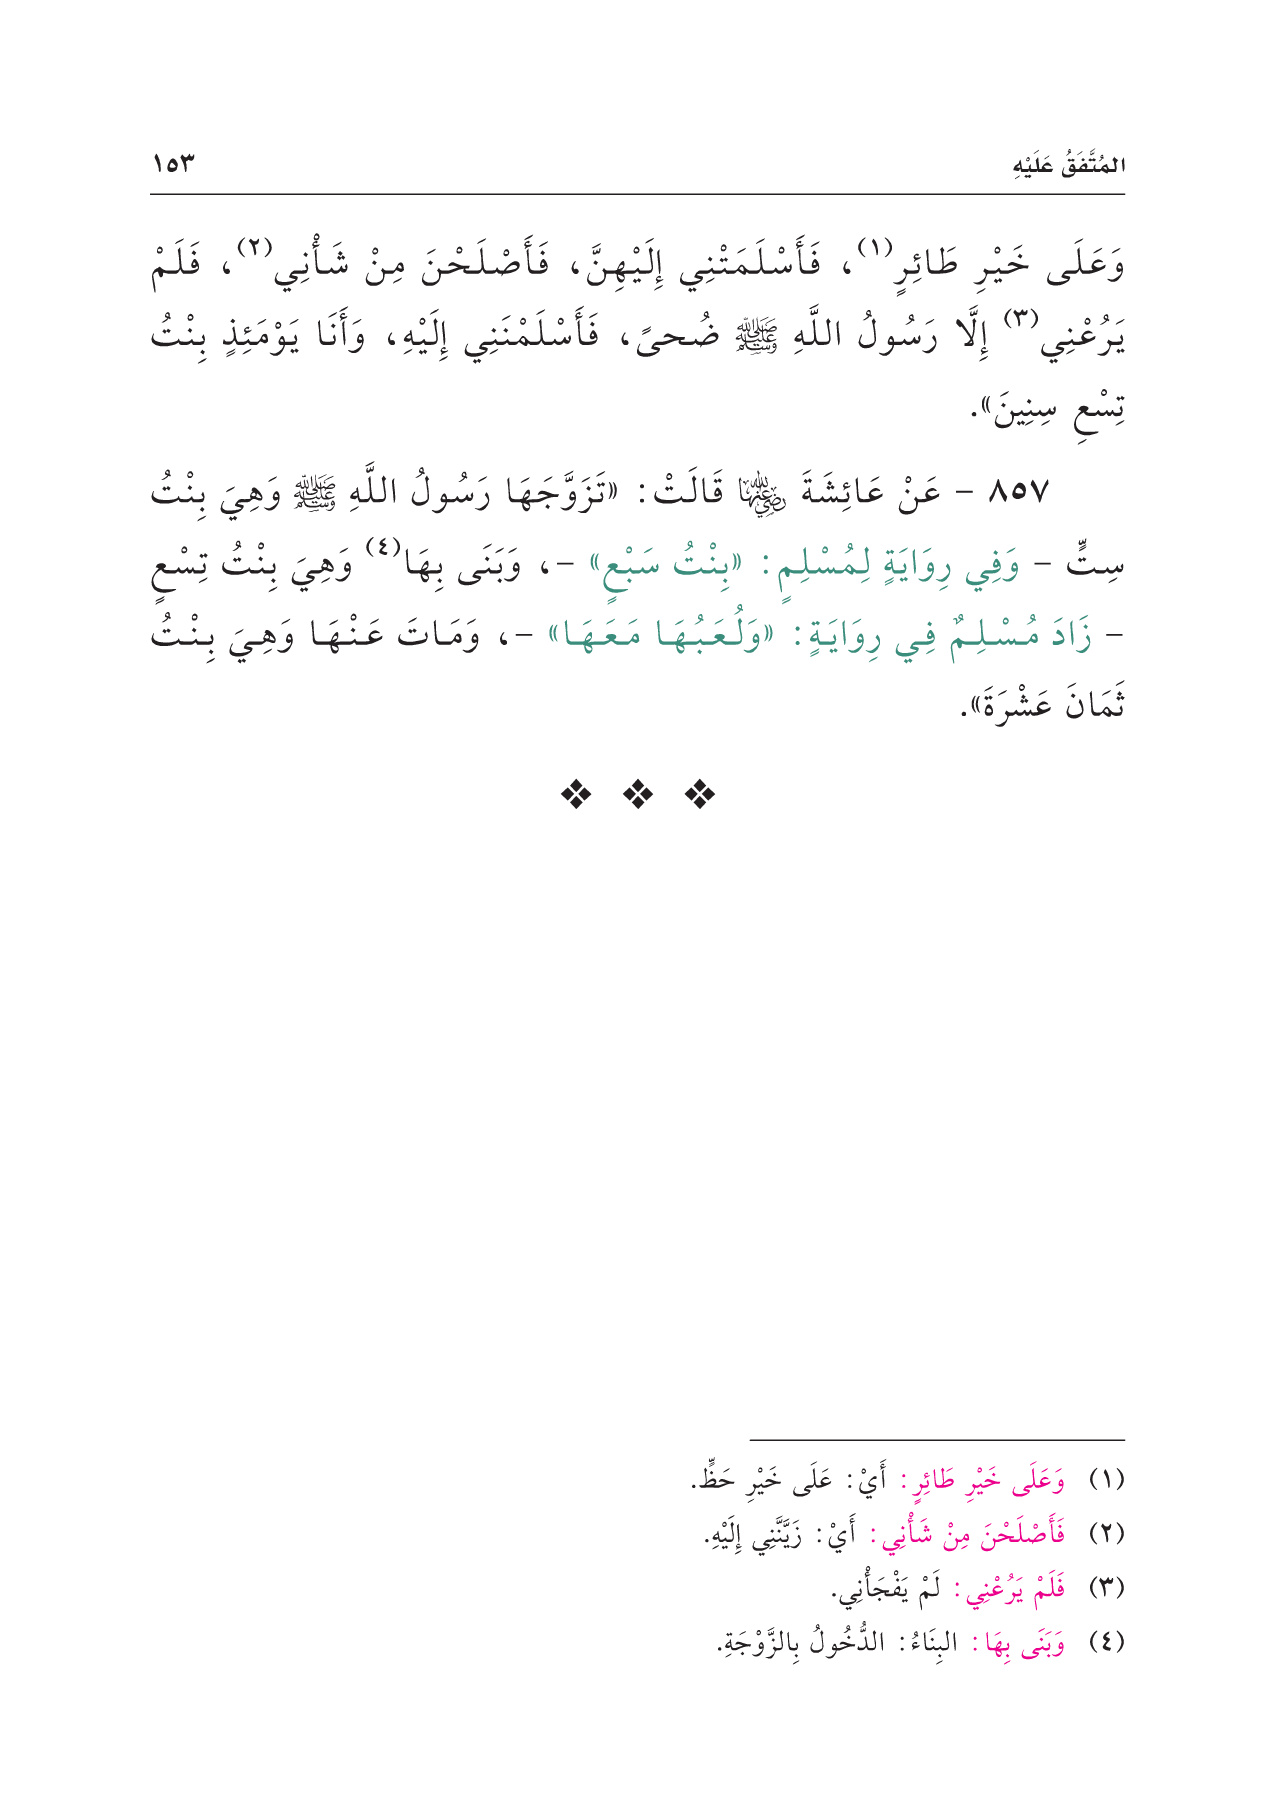 المُتَّفَقُ عَلَيْهِ ١٥٣
وَعَلَى خَيْرِ طَائِرٍ(١)، فَأَسْلَمَتْنِي إِلَيْهِنَّ، فَأَصْلَحْنَ مِنْ شَأْنِي(٢)، فَلَمْ
يَرُعْنِي(٣) إِلَّا رَسُولُ اللَّهِ ﷺ ضُحىً، فَأَسْلَمْنَنِي إِلَيْهِ، وَأَنَا يَوْمَئِذٍ بِنْتُ
تِسْعِ سِنِينَ».
٨٥٧ - عَنْ عَائِشَةَ رضي الله عنها قَالَتْ: «تَزَوَّجَهَا رَسُولُ اللَّهِ ﷺ وَهِيَ بِنْتُ
سِتٍّ - وَفِي رِوَايَةٍ لِمُسْلِمٍ: «بِنْتُ سَبْعٍ» -، وَبَنَى بِهَا(٤) وَهِيَ بِنْتُ تِسْعٍ
- زَادَ مُسْلِمٌ فِي رِوَايَةٍ: «وَلُعَبُهَا مَعَهَا» -، وَمَاتَ عَنْهَا وَهِيَ بِنْتُ
ثَمَانَ عَشْرَةَ».
(١) وَعَلَى خَيْرِ طَائِرٍ: أَيْ: عَلَى خَيْرِ حَظٍّ.
(٢) فَأَصْلَحْنَ مِنْ شَأْنِي: أَيْ: زَيَّنَّنِي إِلَيْهِ.
(٣) فَلَمْ يَرُعْنِي: لَمْ يَفْجَأْنِي.
(٤) وَبَنَى بِهَا: البِنَاءُ: الدُّخُولُ بِالزَّوْجَةِ.